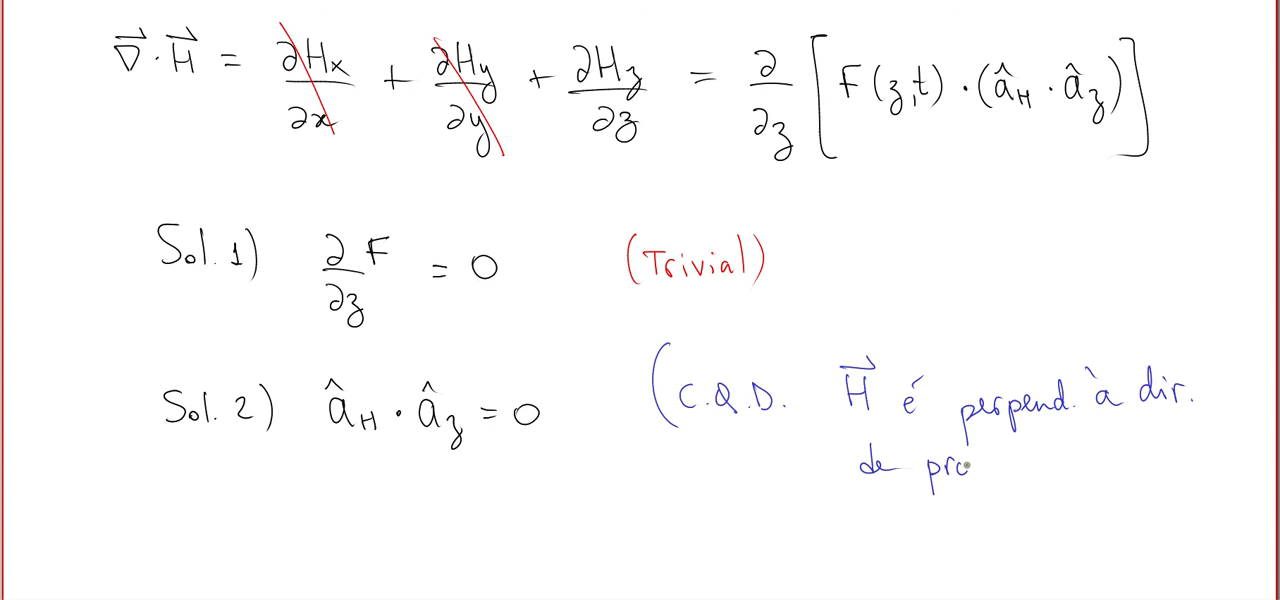 ∇⃗ · H⃗ = ∂Hx/∂x + ∂Hy/∂y + ∂Hz/∂z = ∂/∂z [ F(z,t) · (âH · âz) ]
Sol. 1) ∂F/∂z = 0 (Trivial)
Sol. 2) âH · âz = 0 (C.Q.D. H⃗ é perpend. à dir.
de pro